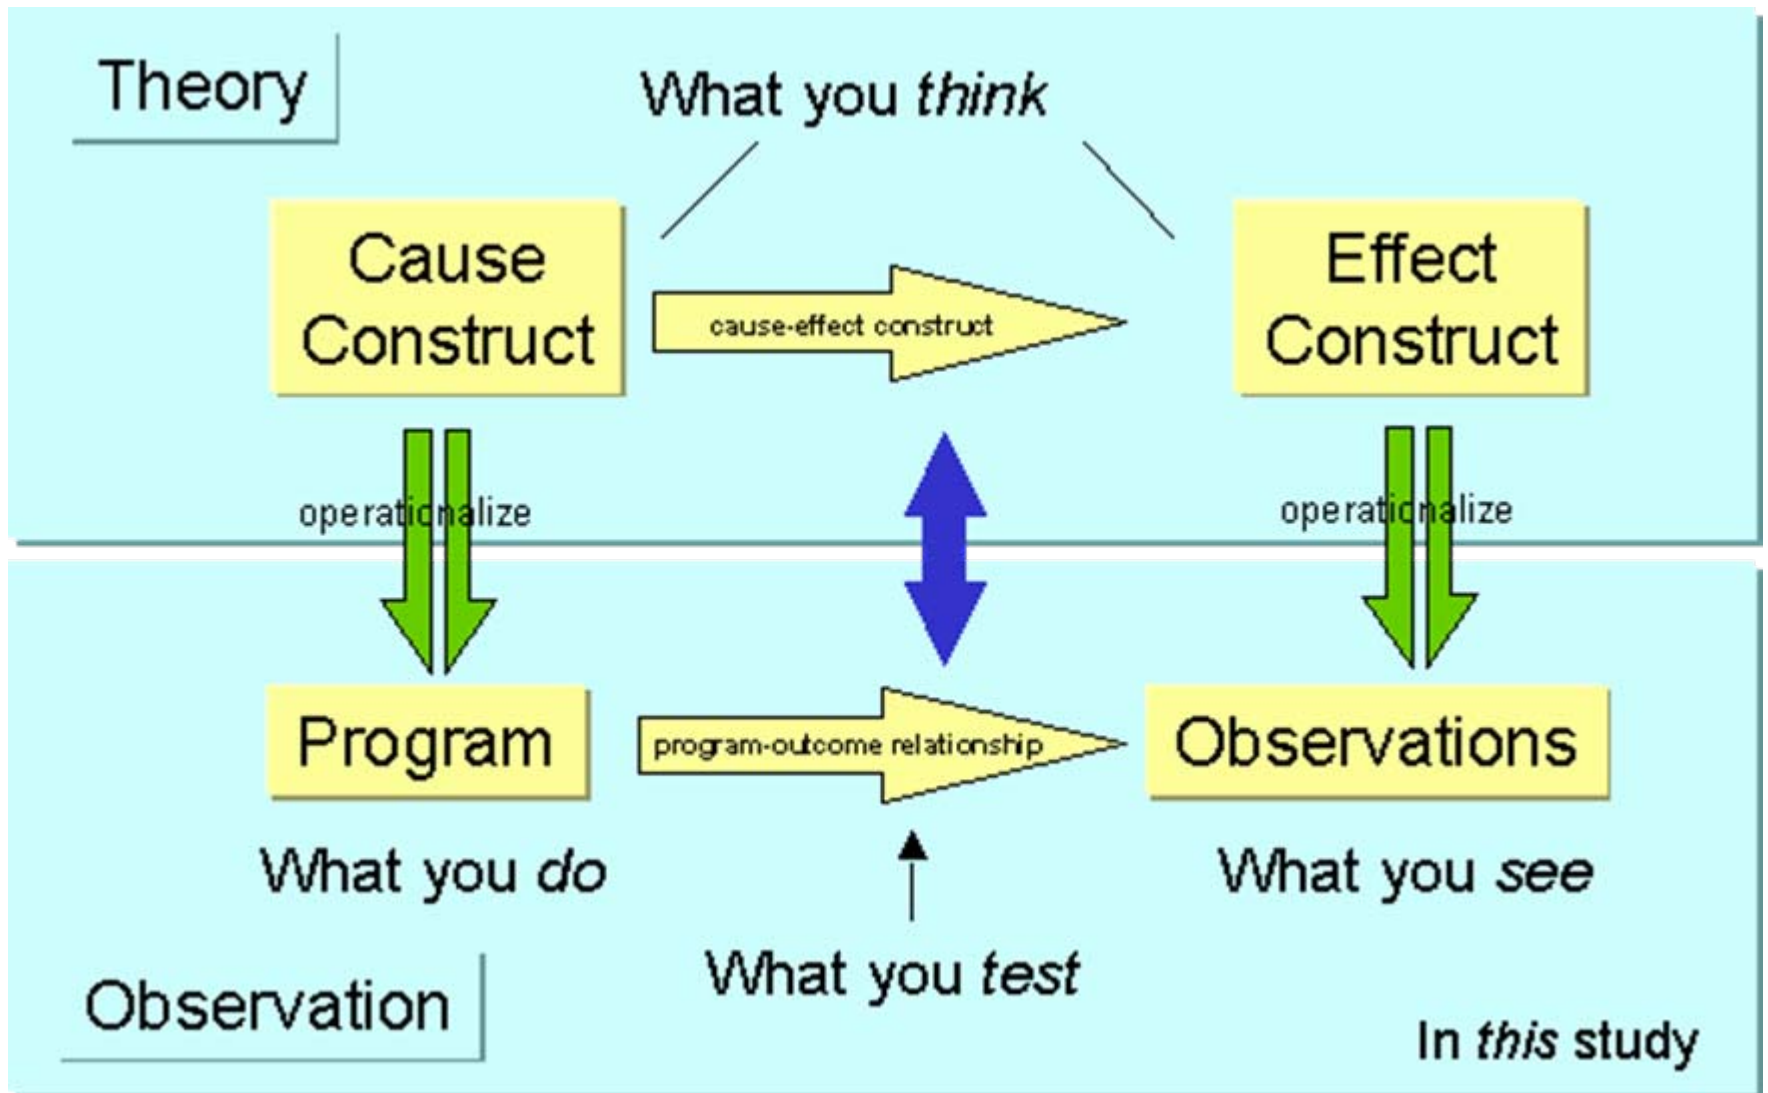 Theory
What you think
Cause
Construct
cause-effect construct
Effect
Construct
operationalize
operationalize
Program
program-outcome relationship
Observations
What you do
What you see
What you test
Observation
In this study